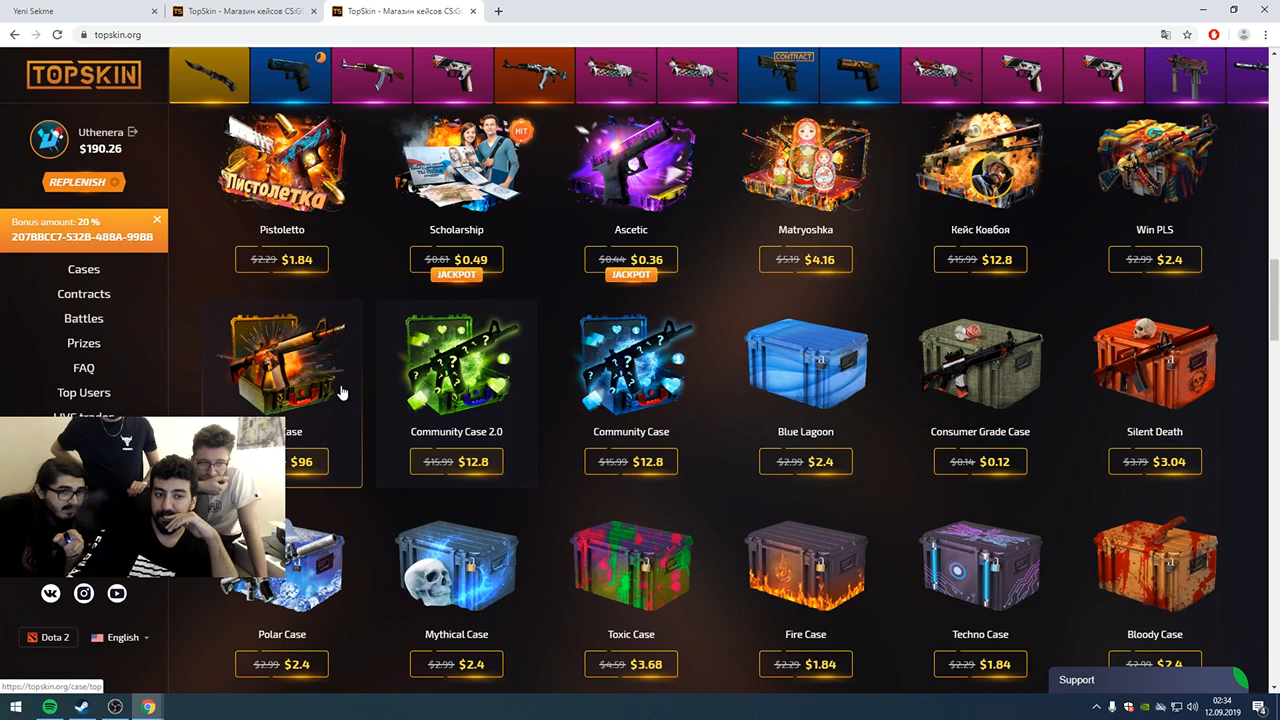 Yeni Sekme
TopSkin - Магазин кейсов CS:GO
TopSkin - Магазин кейсов CS:GO
topskin.org
TS
TS
TOPSKIN
CONTRACT
Uthenera
$190.26
REPLENISH
Bonus amount: 20 %
207BBCC7-532B-488A-99BB
Cases
Contracts
Battles
Prizes
FAQ
Top Users
Пистолетка
HIT
Pistoletto
Scholarship
Ascetic
Matryoshka
Кейс Ковбоя
Win PLS
$2.29 $1.84
$0.61 $0.49
$0.44 $0.36
$5.19 $4.16
$15.99 $12.8
$2.99 $2.4
JACKPOT
JACKPOT
Community Case 2.0
Community Case
Blue Lagoon
Consumer Grade Case
Silent Death
$96
$15.99 $12.8
$15.99 $12.8
$2.99 $2.4
$0.14 $0.12
$3.79 $3.04
Polar Case
Mythical Case
Toxic Case
Fire Case
Techno Case
Bloody Case
$2.99 $2.4
$2.99 $2.4
$4.59 $3.68
$2.29 $1.84
$2.29 $1.84
$2.99 $2.4
Dota 2
English
Support
https://topskin.org/case/top
02:34
12.09.2019
4